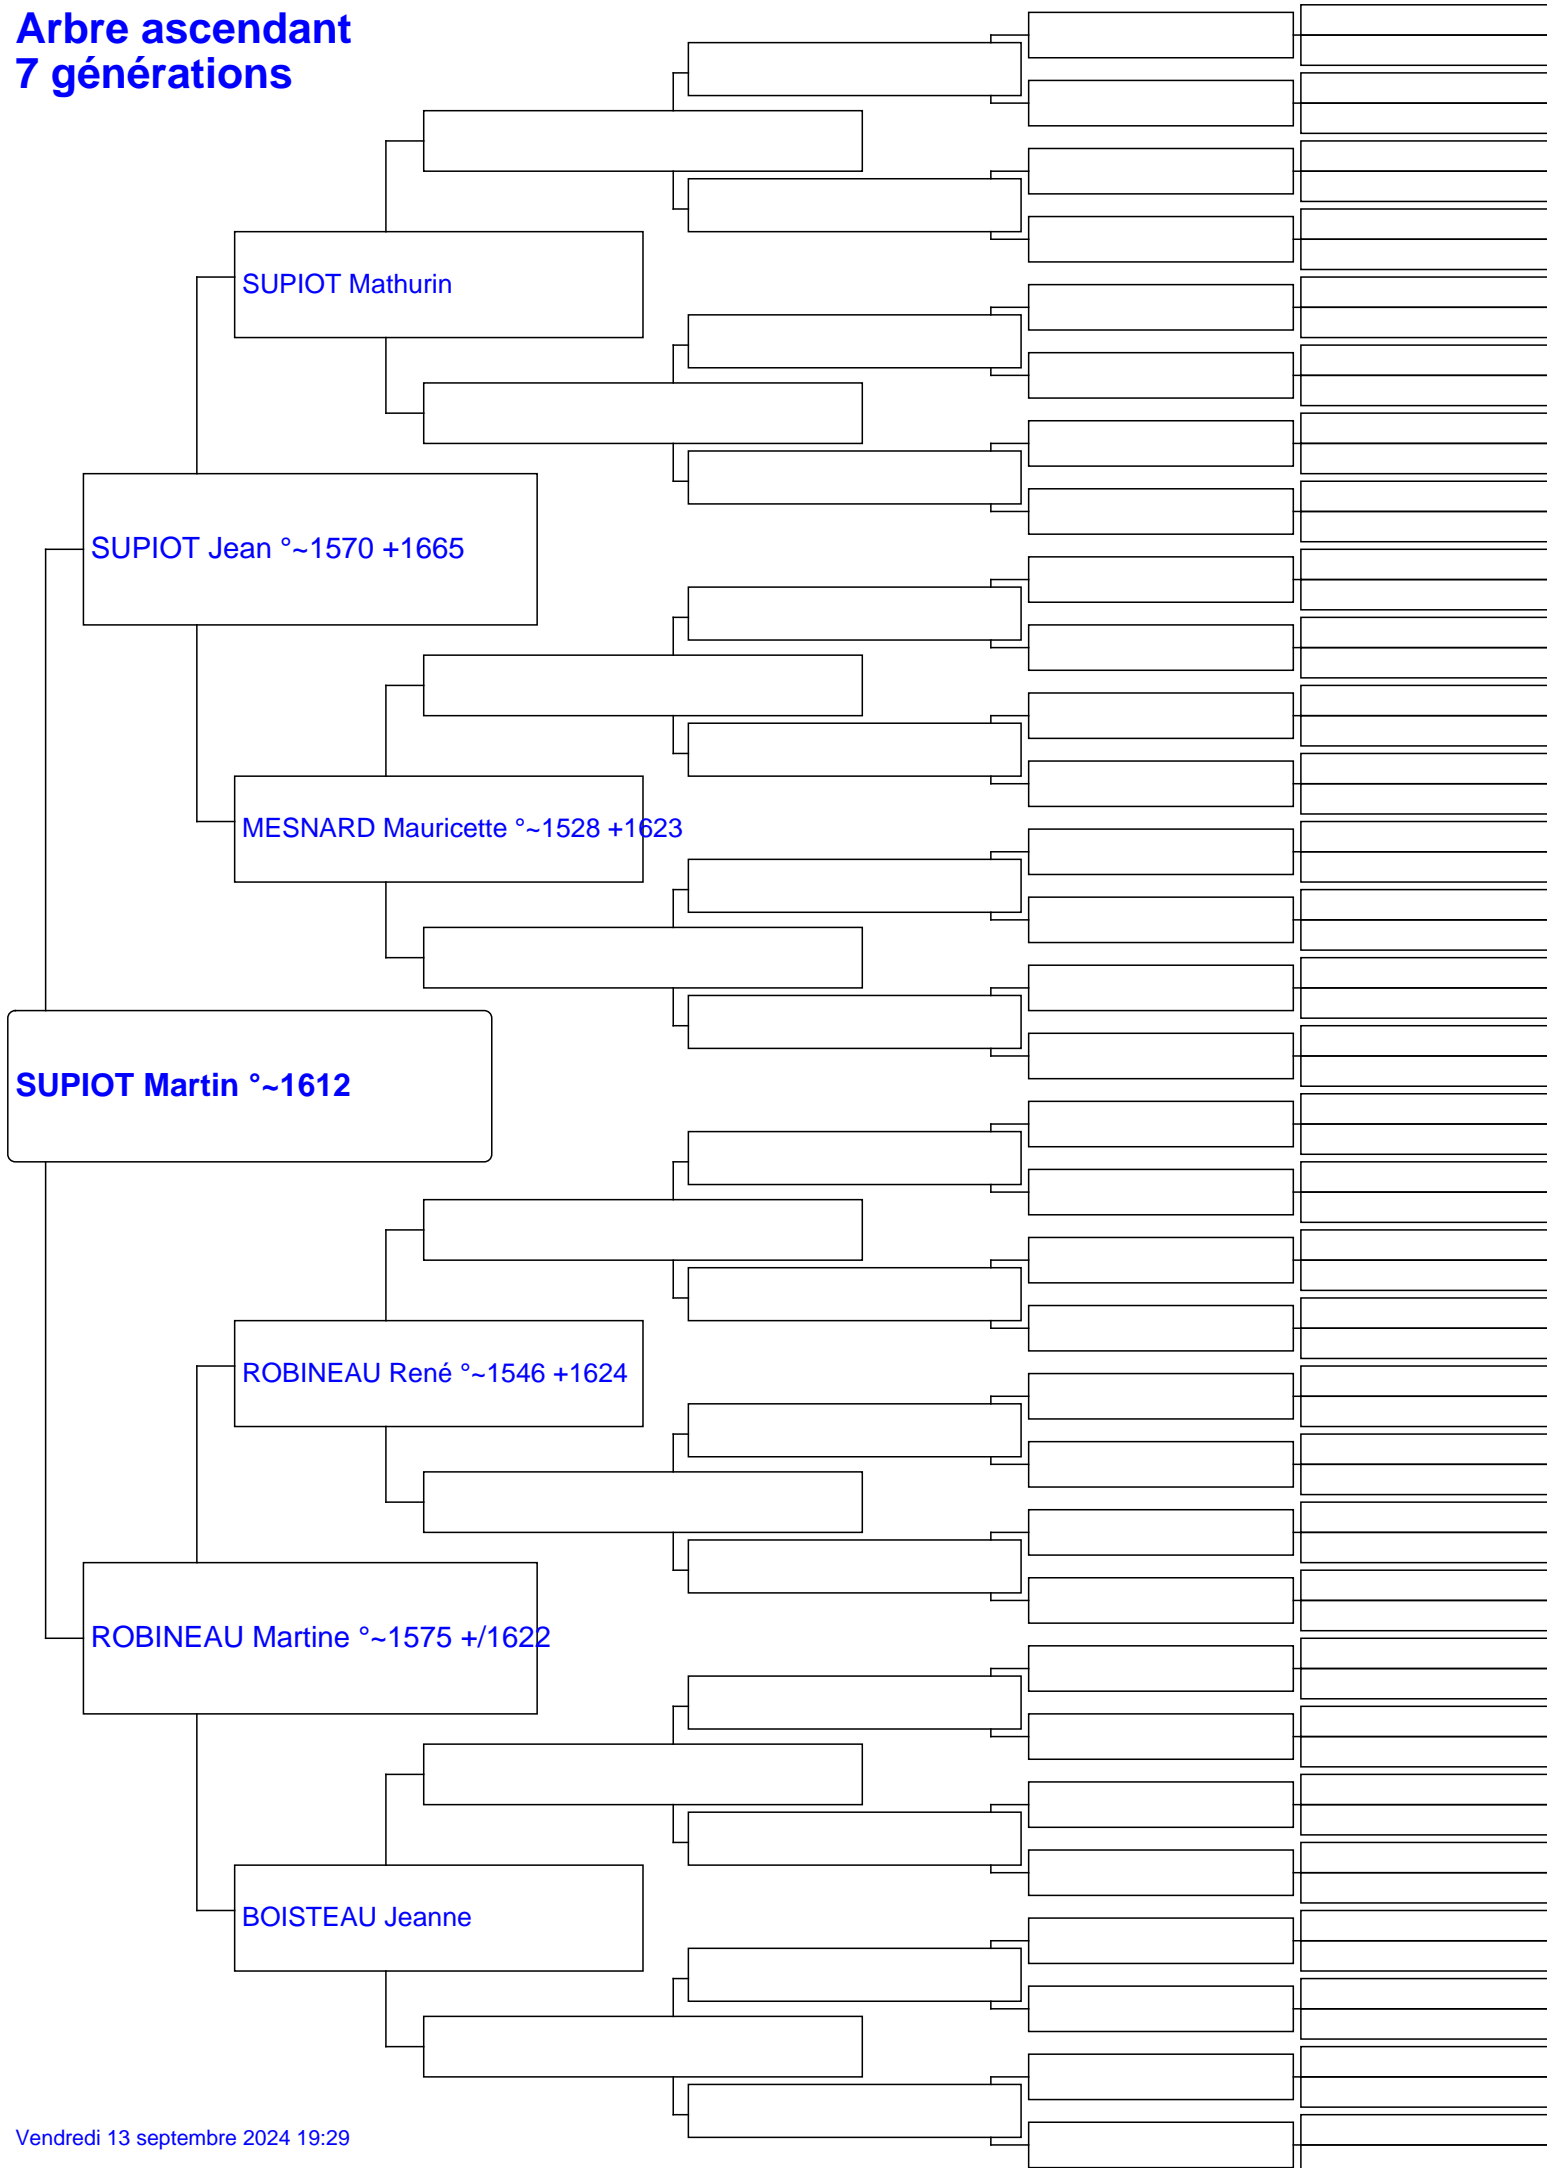 Arbre ascendant
7 générations
SUPIOT Mathurin
SUPIOT Jean °~1570 +1665
MESNARD Mauricette °~1528 +1623
SUPIOT Martin °~1612
ROBINEAU René °~1546 +1624
ROBINEAU Martine °~1575 +/1622
BOISTEAU Jeanne
Vendredi 13 septembre 2024 19:29